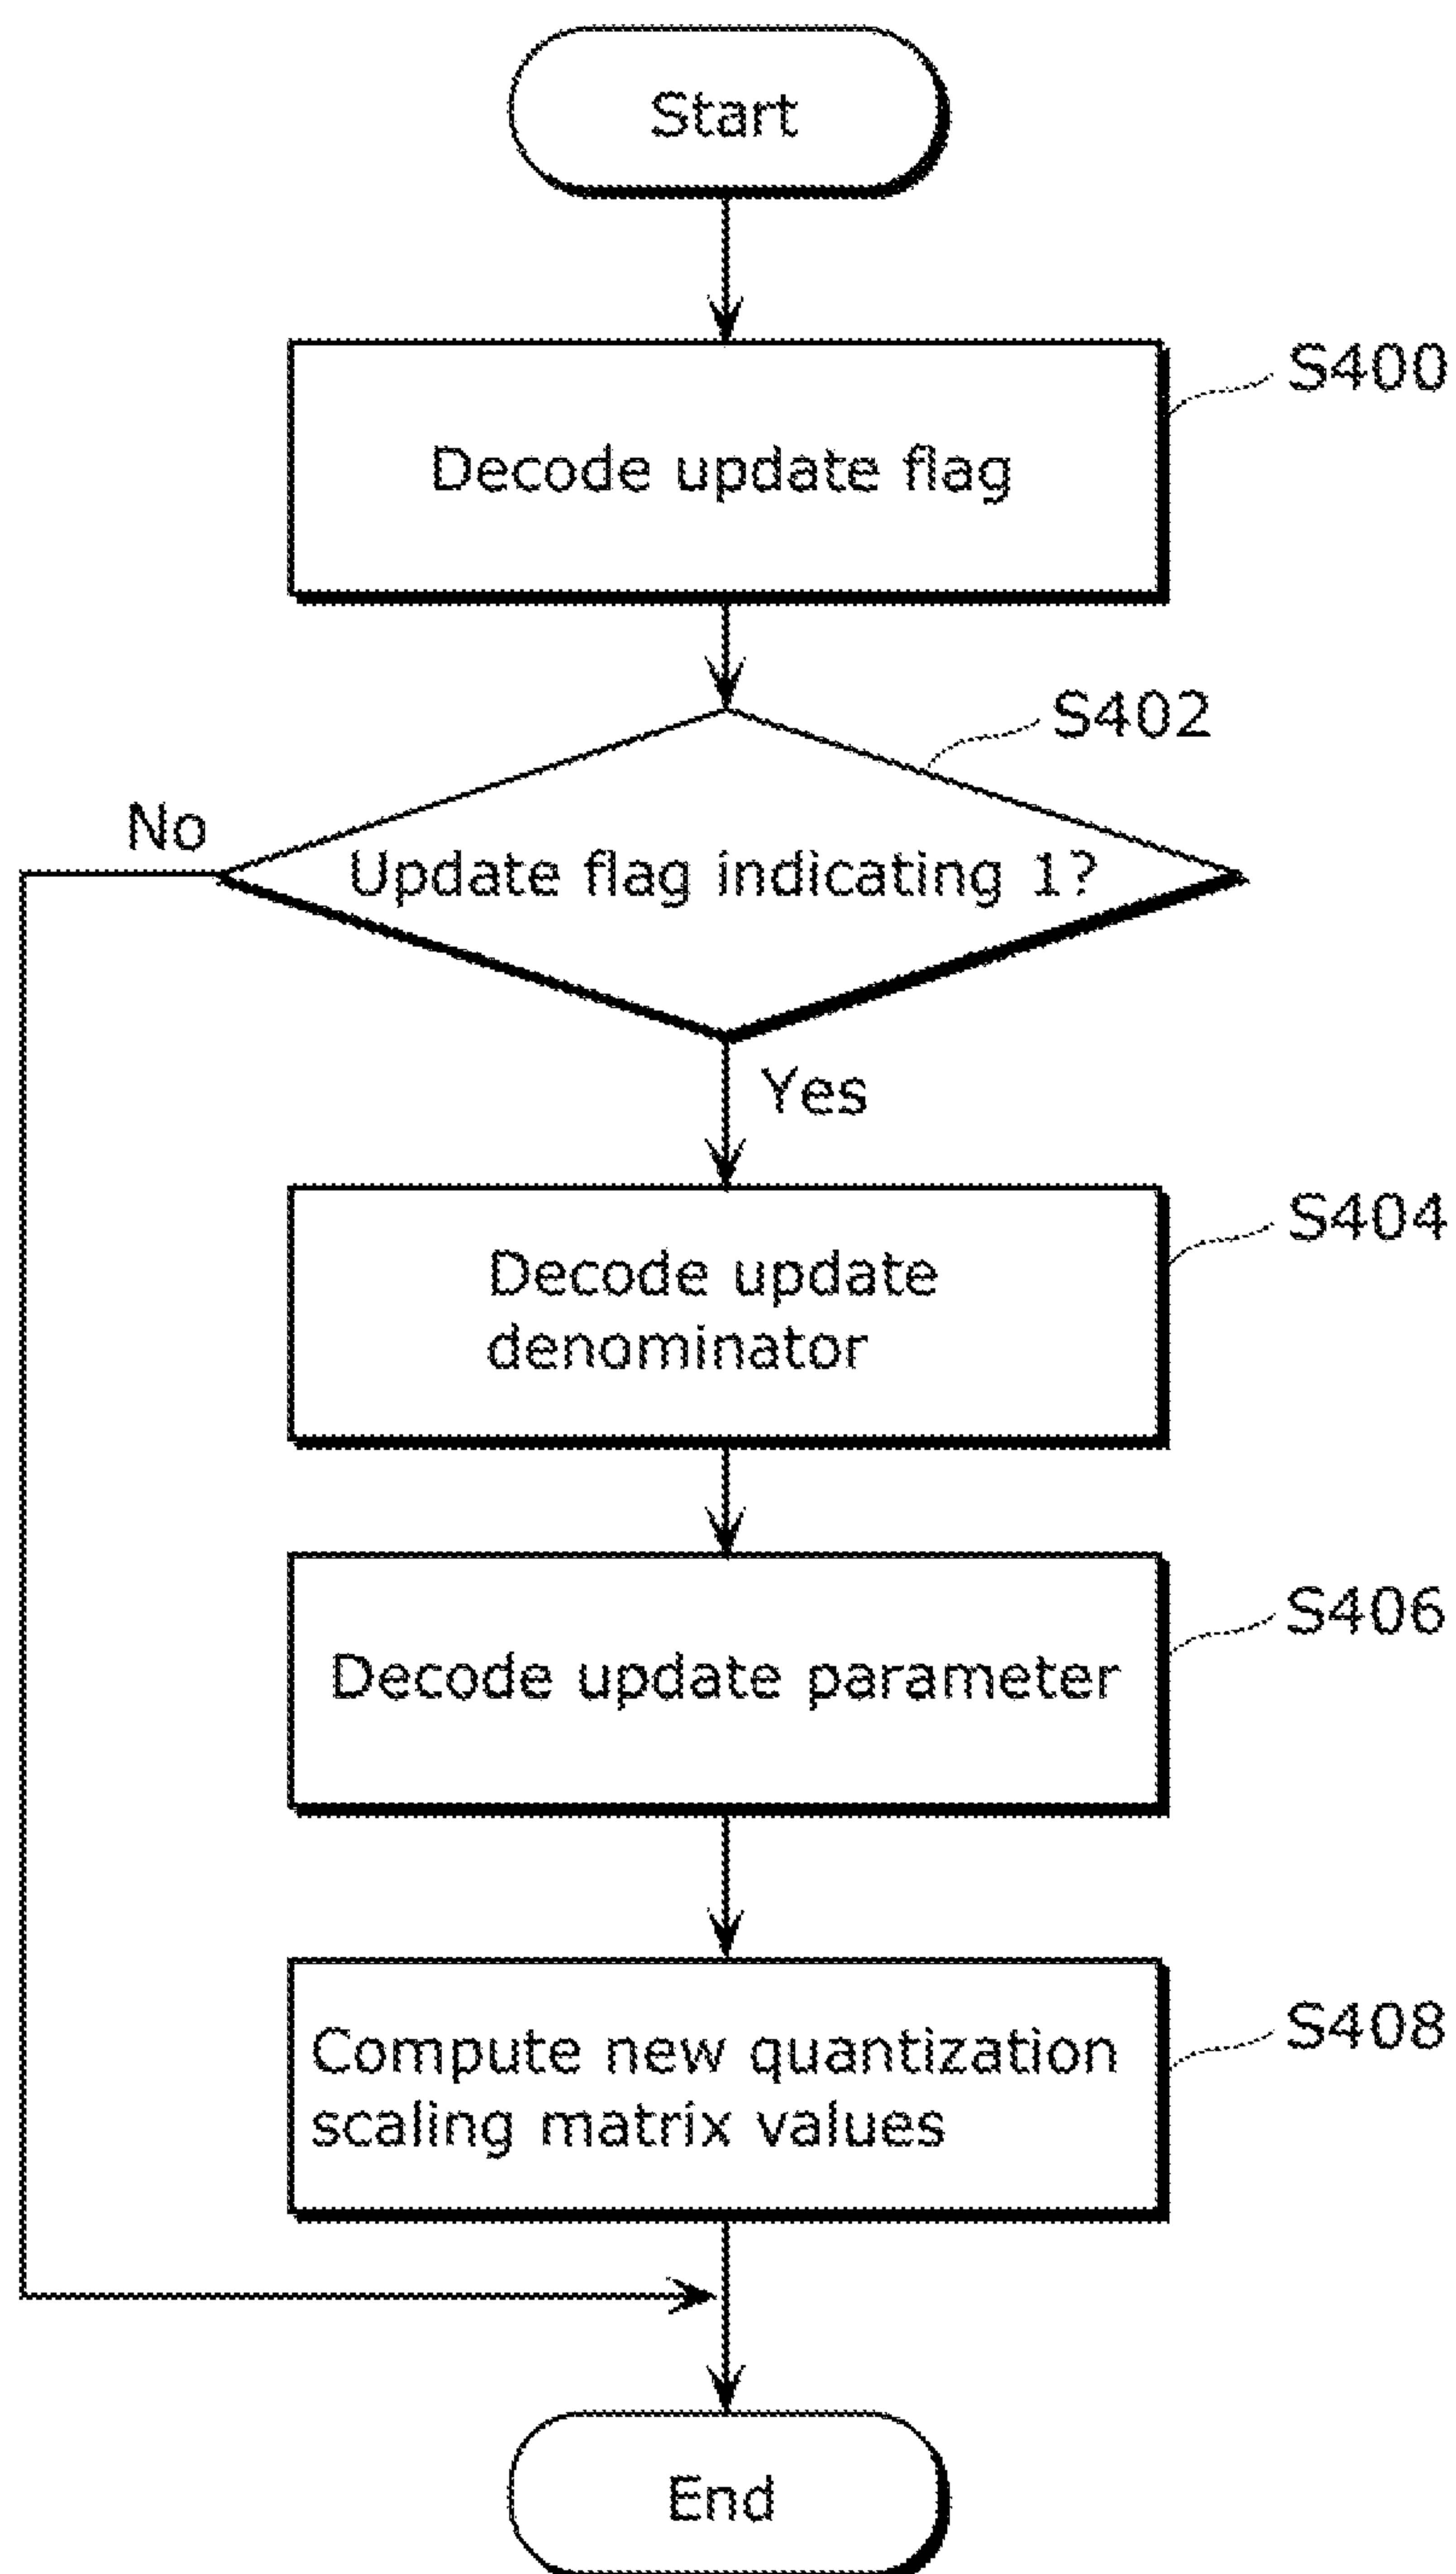 Start
S400
Decode update flag
S402
No
Update flag indicating 1?
Yes
S404
Decode update
denominator
S406
Decode update parameter
S408
Compute new quantization
scaling matrix values
End